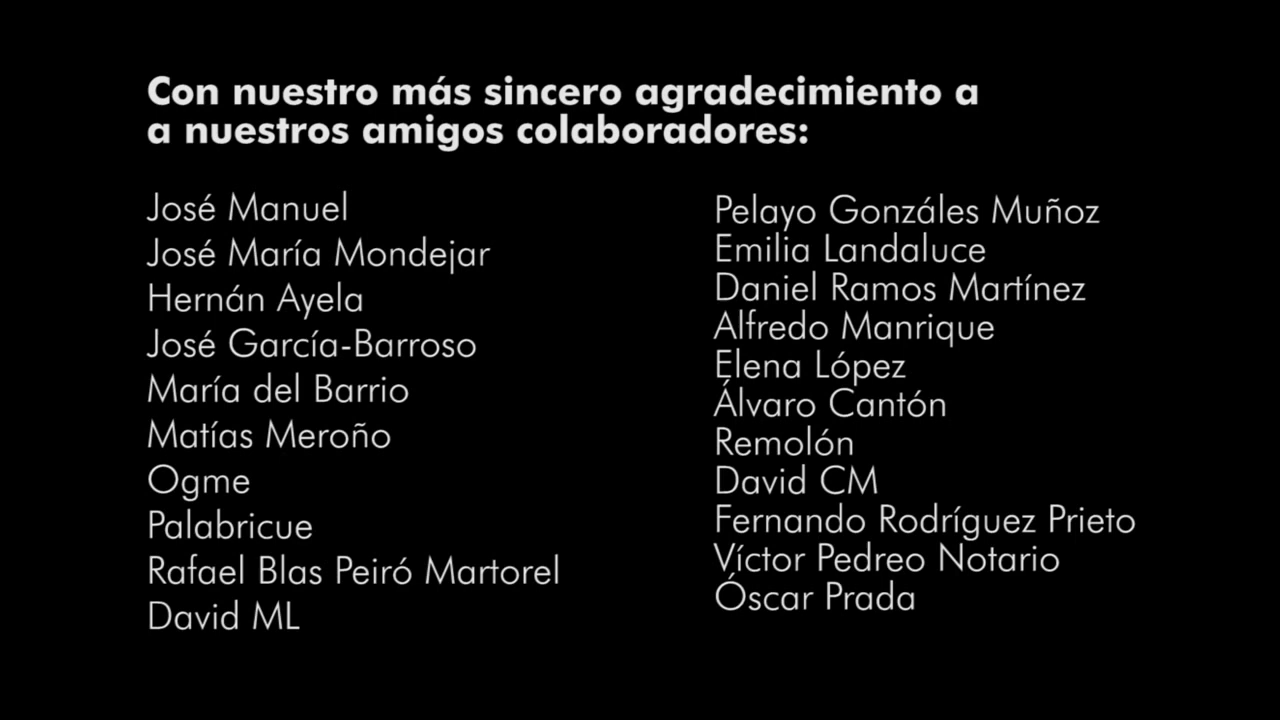 Con nuestro más sincero agradecimiento a
a nuestros amigos colaboradores:
José Manuel
José María Mondejar
Hernán Ayela
José García-Barroso
María del Barrio
Matías Meroño
Ogme
Palabricue
Rafael Blas Peiró Martorel
David ML
Pelayo Gonzáles Muñoz
Emilia Landaluce
Daniel Ramos Martínez
Alfredo Manrique
Elena López
Álvaro Cantón
Remolón
David CM
Fernando Rodríguez Prieto
Víctor Pedreo Notario
Óscar Prada